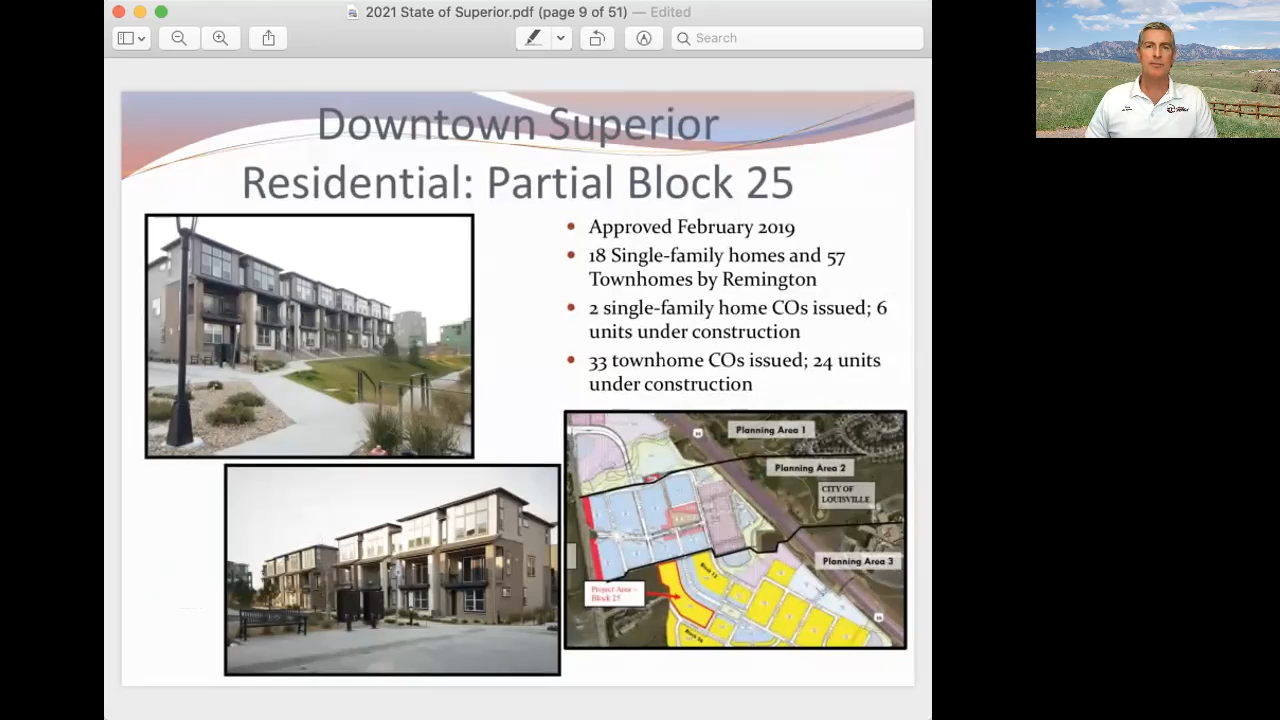 2021 State of Superior.pdf (page 9 of 51) — Edited
Search
Downtown Superior
Residential: Partial Block 25
• Approved February 2019
• 18 Single-family homes and 57
Townhomes by Remington
• 2 single-family home COs issued; 6
units under construction
• 33 townhome COs issued; 24 units
under construction
Planning Area 1
Planning Area 2
CITY OF
LOUISVILLE
Planning Area 3
Project Area –
Block 25